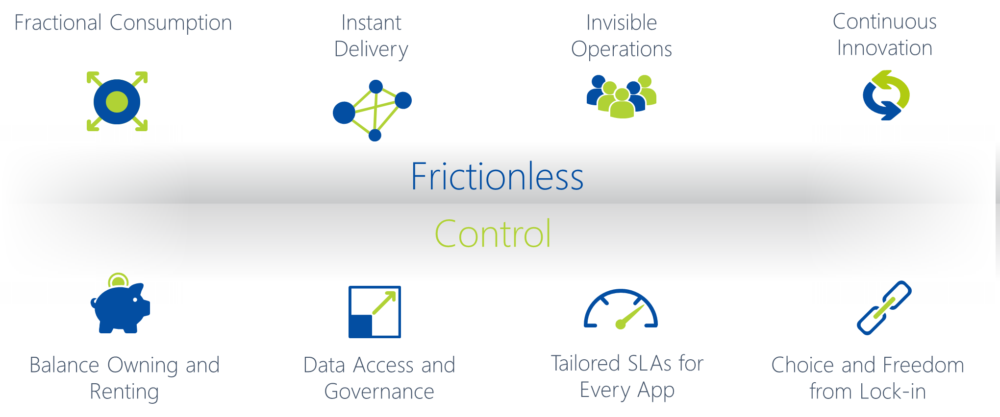 Fractional Consumption
Instant
Delivery
Invisible
Operations
Continuous
Innovation
Frictionless
Control
Balance Owning and
Renting
Data Access and
Governance
Tailored SLAs for
Every App
Choice and Freedom
from Lock-in